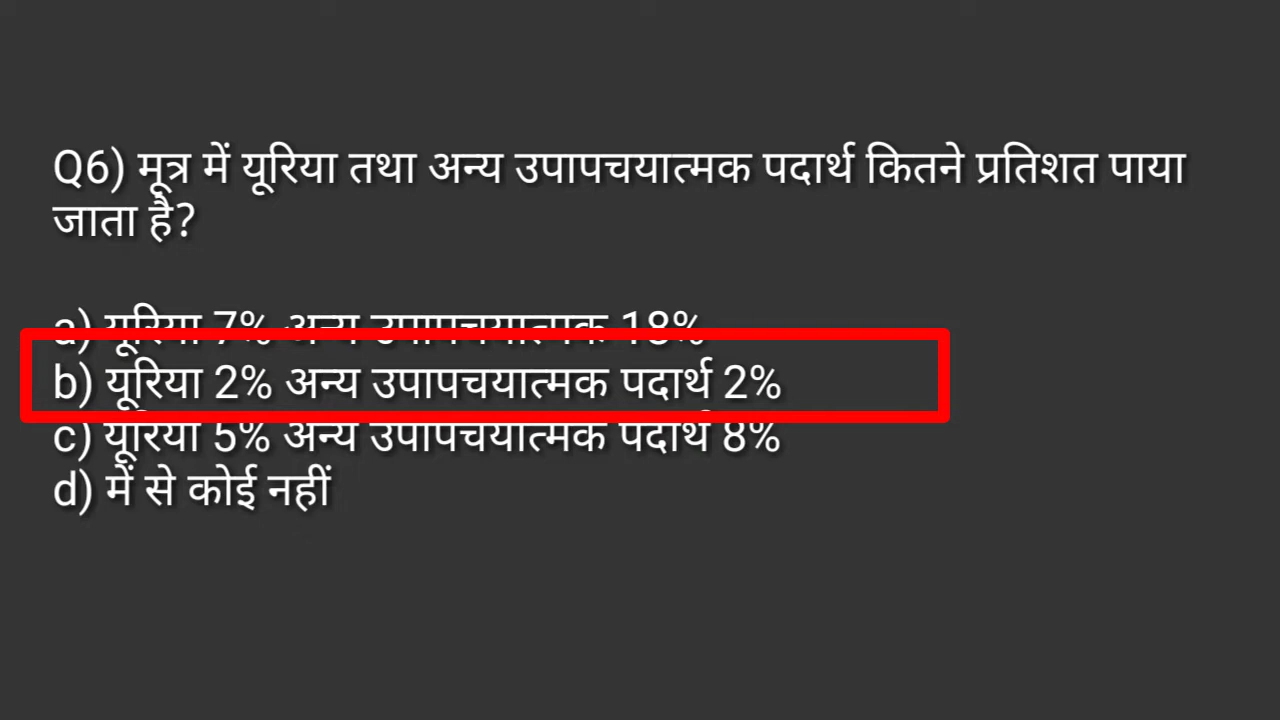 Q6) मूत्र में यूरिया तथा अन्य उपापचयात्मक पदार्थ कितने प्रतिशत पाया
जाता है?
a) यूरिया 7% अन्य उपापचयात्मक 18%
b) यूरिया 2% अन्य उपापचयात्मक पदार्थ 2%
c) यूरिया 5% अन्य उपापचयात्मक पदार्थ 8%
d) में से कोई नहीं